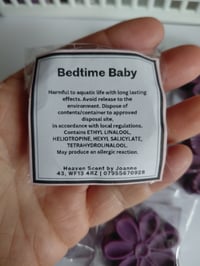 Bedtime Baby
Harmful to aquatic life with long lasting
effects. Avoid release to the
environment. Dispose of
contents/container to approved
disposal site,
in accordance with local regulations.
Contains ETHYL LINALOOL,
HELIOTROPINE, HEXYL SALICYLATE,
TETRAHYDROLINALOOL.
May produce an allergic reaction.
Heaven Scent by Joanne
43, WF13 4RZ | 07955670928